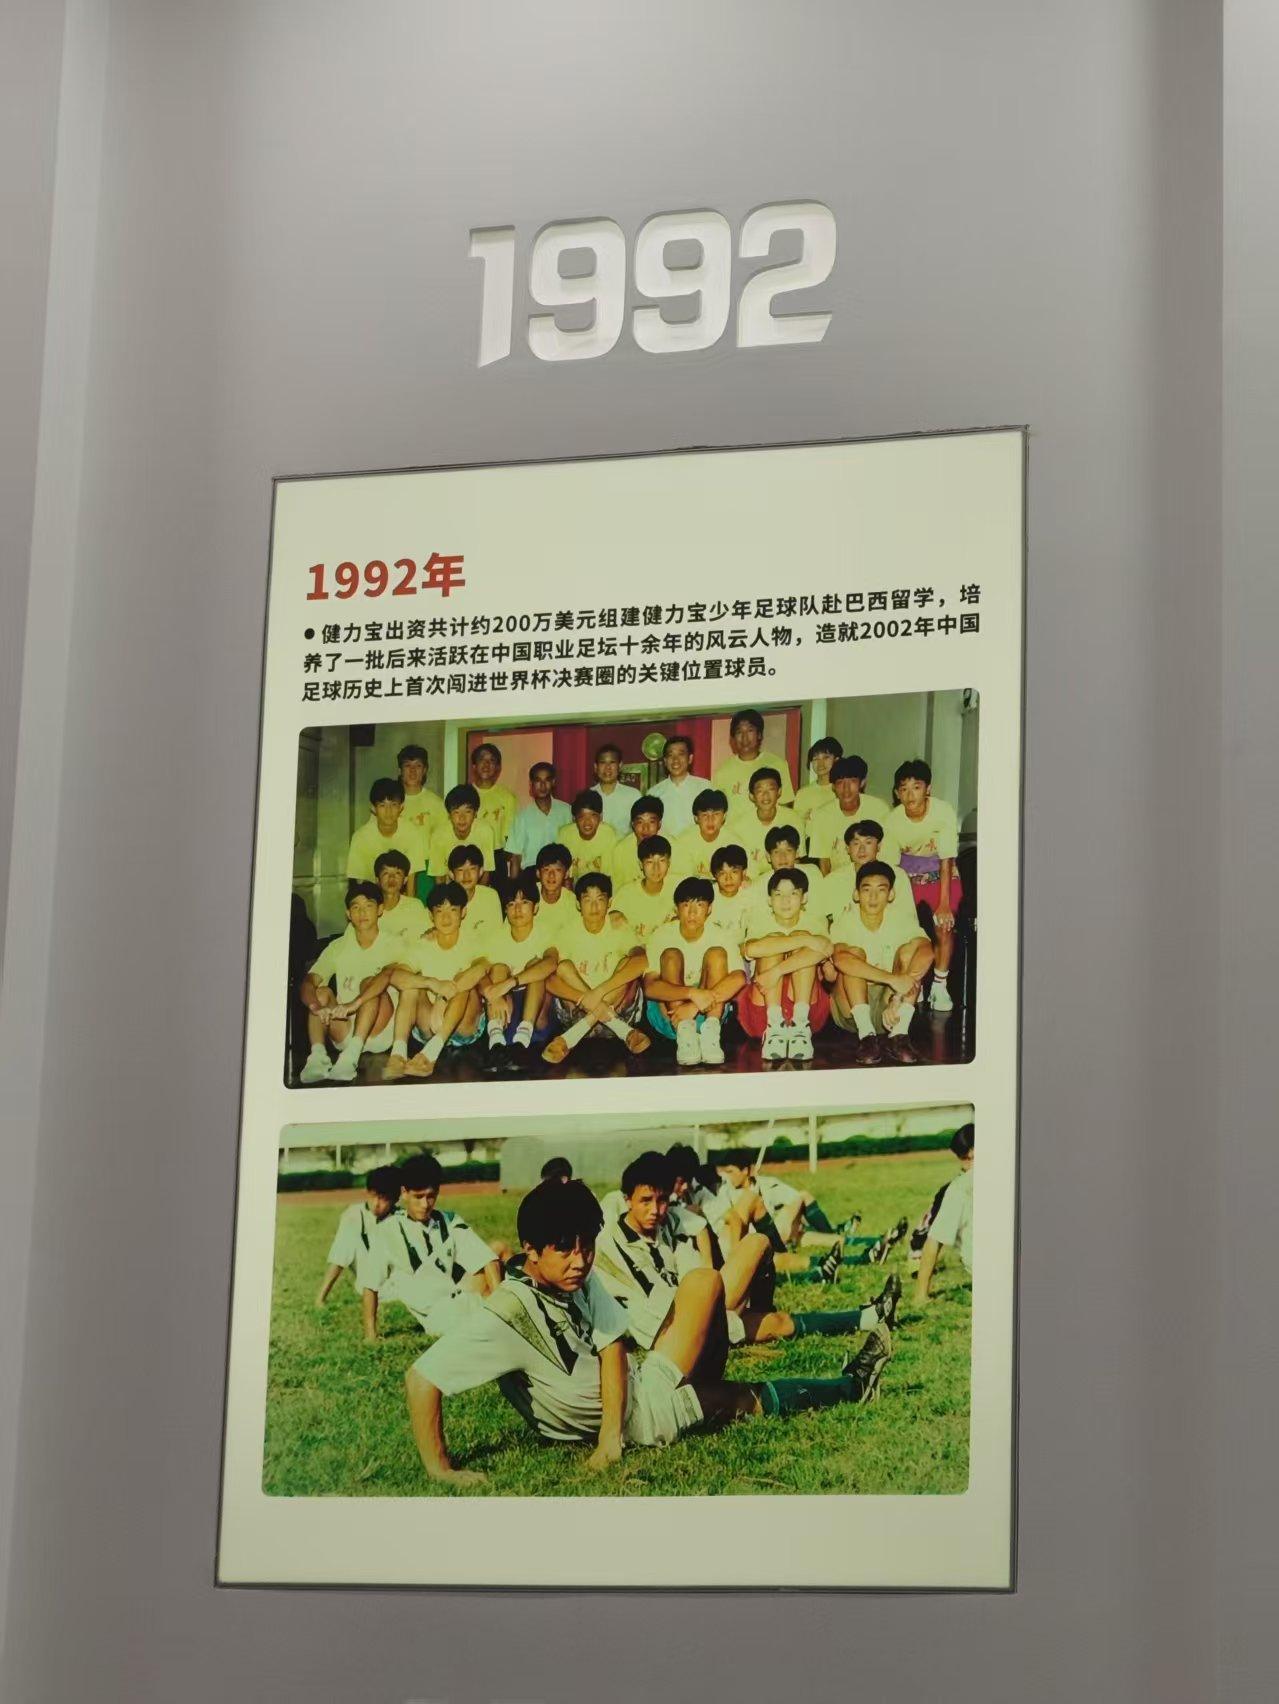 1992
1992年
●健力宝出资共计约200万美元组建健力宝少年足球队赴巴西留学，培
养了一批后来活跃在中国职业足坛十余年的风云人物，造就2002年中国
足球历史上首次闯进世界杯决赛圈的关键位置球员。